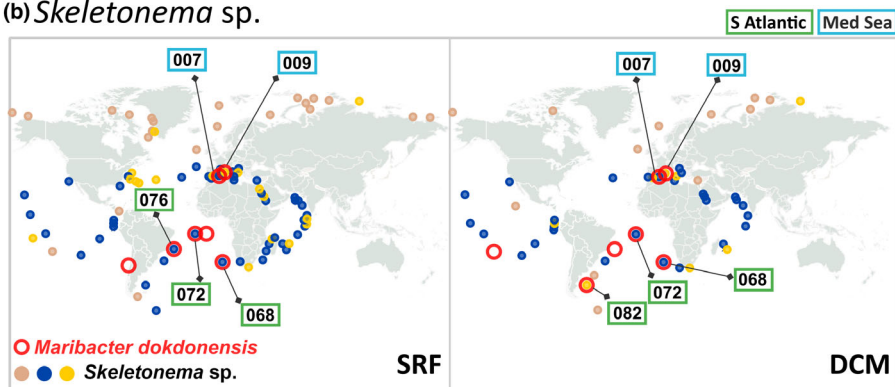 (b) Skeletonema sp.
S Atlantic Med Sea
007 009 007 009
076
072 068 072 068
082
Maribacter dokdonensis
Skeletonema sp. SRF DCM